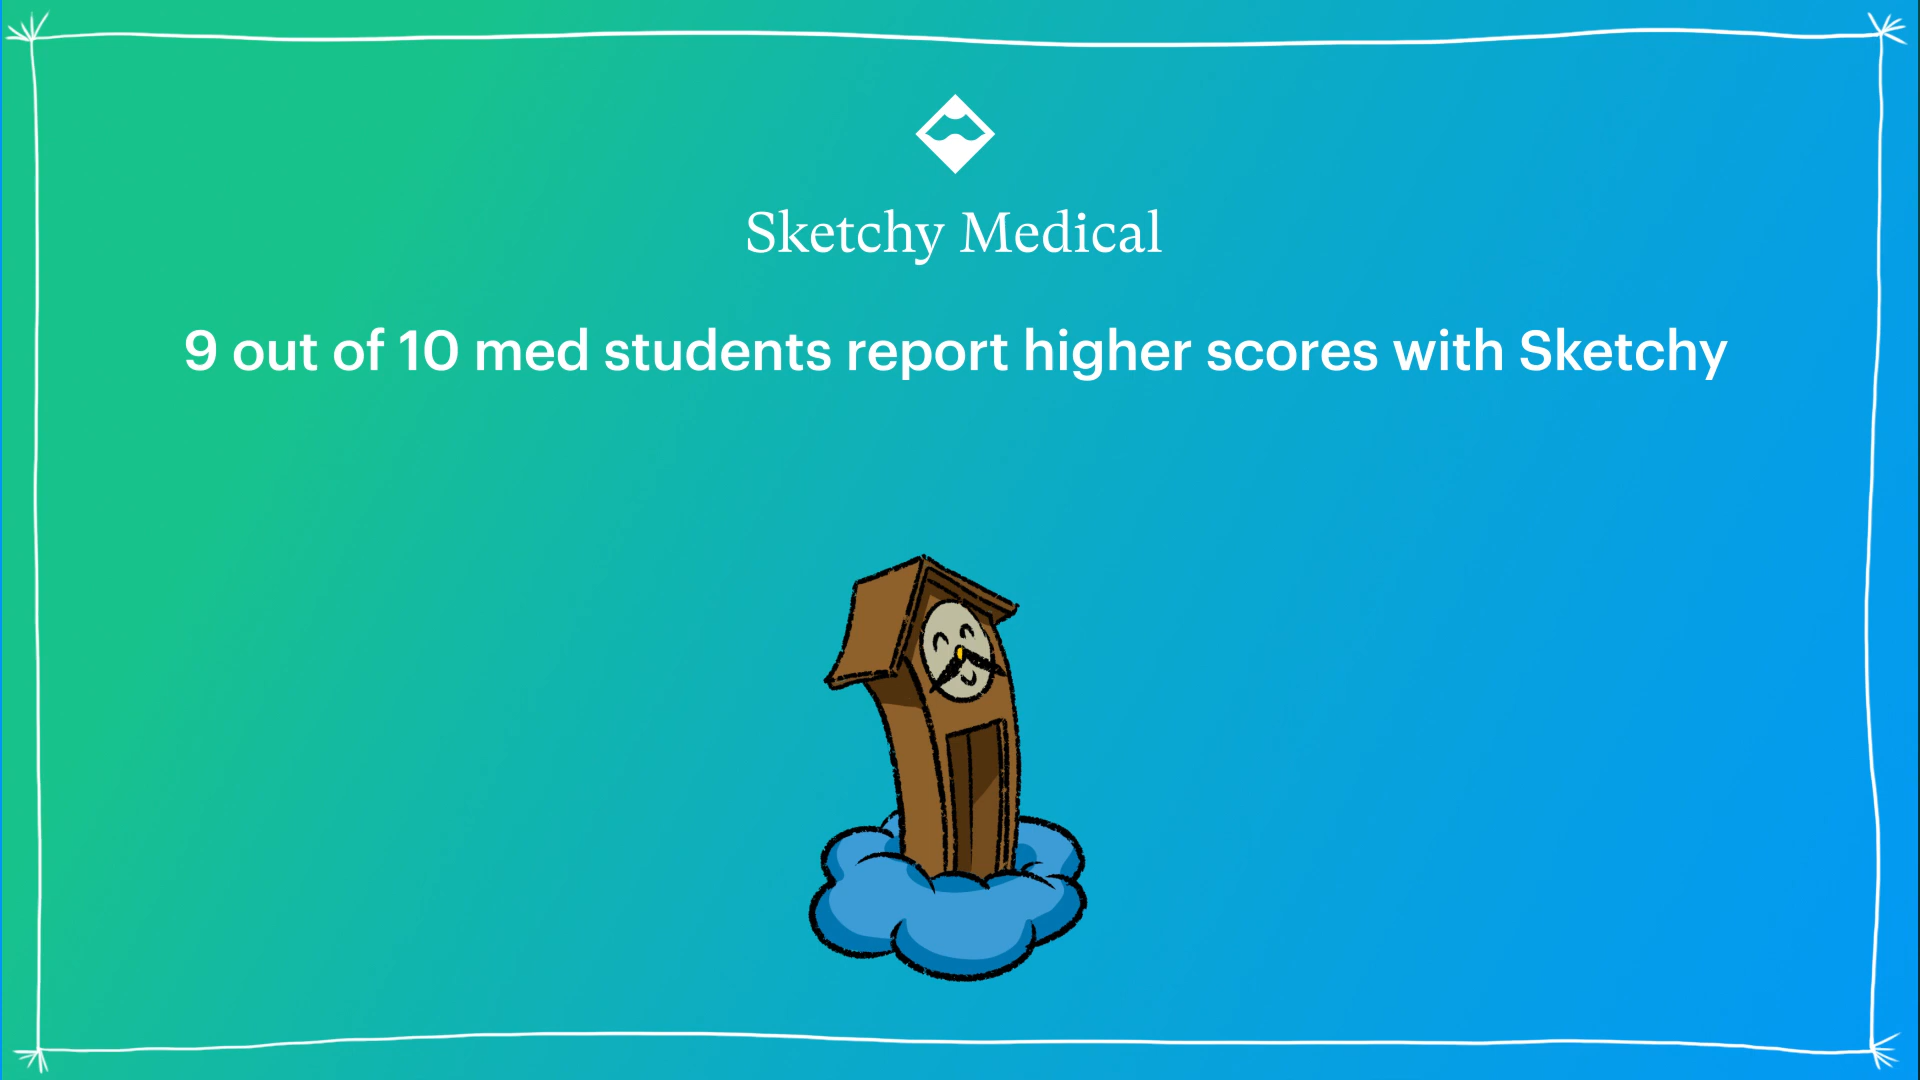 Sketchy Medical
9 out of 10 med students report higher scores with Sketchy